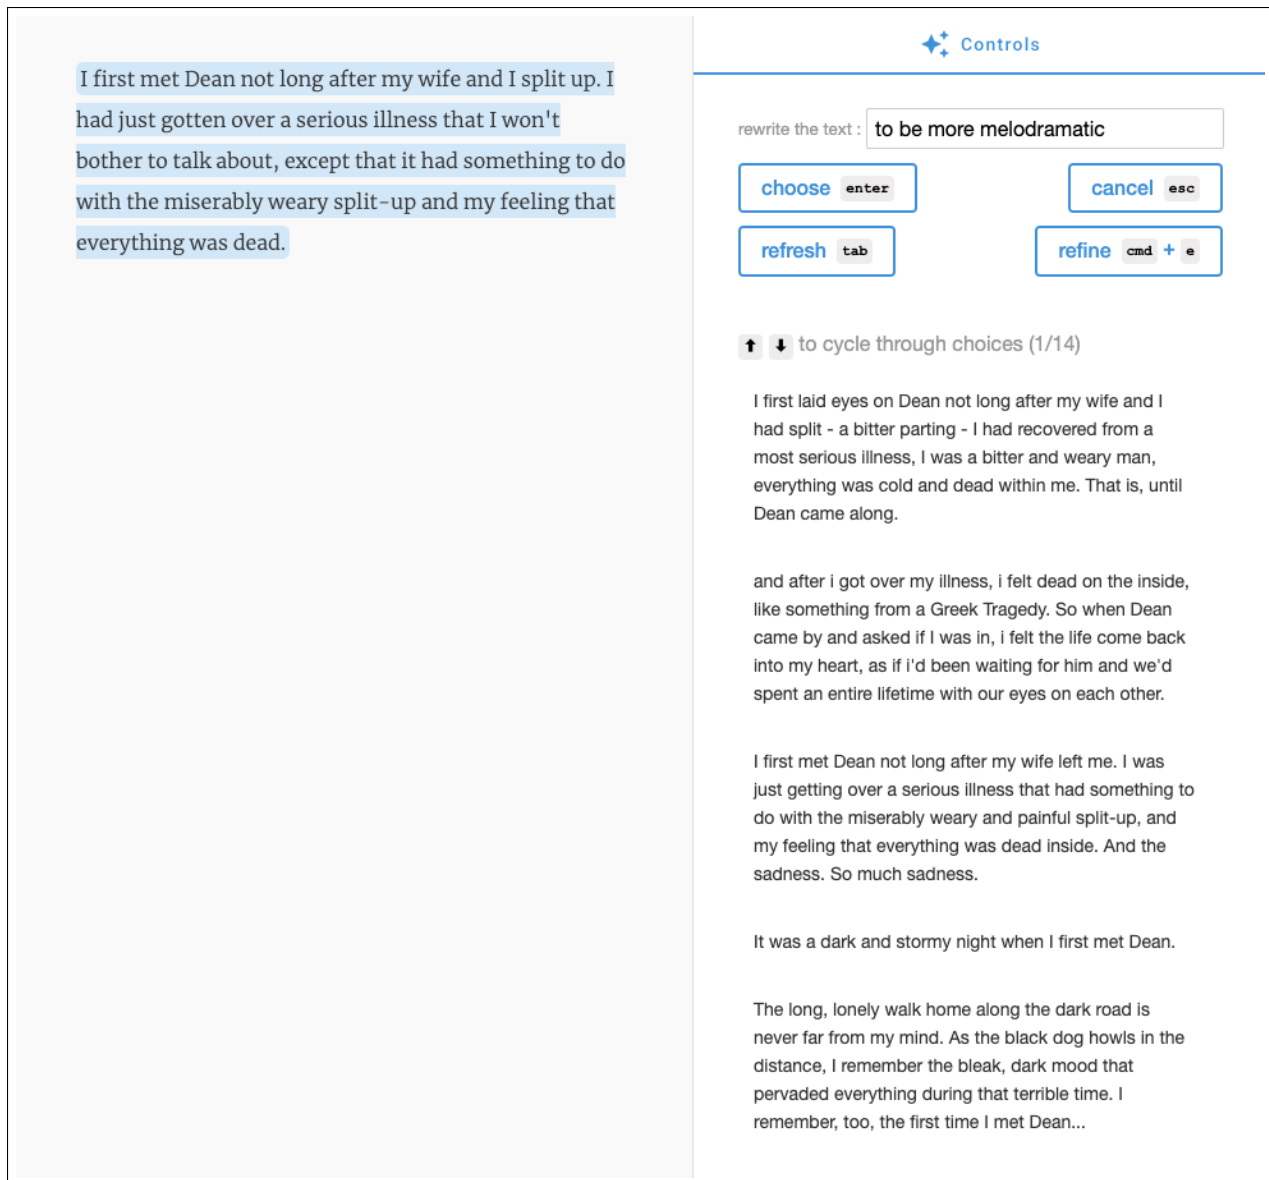 I first met Dean not long after my wife and I split up. I
had just gotten over a serious illness that I won't
bother to talk about, except that it had something to do
with the miserably weary split-up and my feeling that
everything was dead.
Controls
rewrite the text : to be more melodramatic
choose enter cancel esc
refresh tab refine cmd + e
↑ ↓ to cycle through choices (1/14)
I first laid eyes on Dean not long after my wife and I
had split - a bitter parting - I had recovered from a
most serious illness, I was a bitter and weary man,
everything was cold and dead within me. That is, until
Dean came along.
and after i got over my illness, i felt dead on the inside,
like something from a Greek Tragedy. So when Dean
came by and asked if I was in, i felt the life come back
into my heart, as if i'd been waiting for him and we'd
spent an entire lifetime with our eyes on each other.
I first met Dean not long after my wife left me. I was
just getting over a serious illness that had something to
do with the miserably weary and painful split-up, and
my feeling that everything was dead inside. And the
sadness. So much sadness.
It was a dark and stormy night when I first met Dean.
The long, lonely walk home along the dark road is
never far from my mind. As the black dog howls in the
distance, I remember the bleak, dark mood that
pervaded everything during that terrible time. I
remember, too, the first time I met Dean...